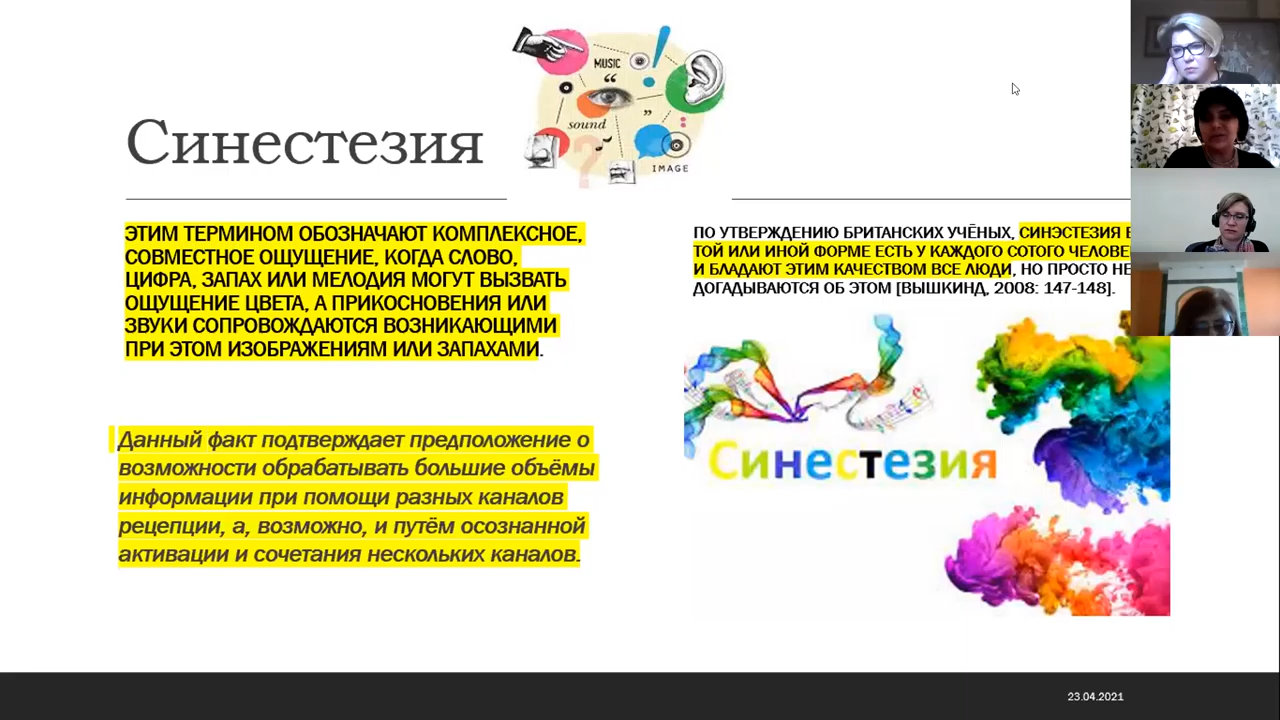 MUSIC
sound
IMAGE
Синестезия
ЭТИМ ТЕРМИНОМ ОБОЗНАЧАЮТ КОМПЛЕКСНОЕ,
СОВМЕСТНОЕ ОЩУЩЕНИЕ, КОГДА СЛОВО,
ЦИФРА, ЗАПАХ ИЛИ МЕЛОДИЯ МОГУТ ВЫЗВАТЬ
ОЩУЩЕНИЕ ЦВЕТА, А ПРИКОСНОВЕНИЯ ИЛИ
ЗВУКИ СОПРОВОЖДАЮТСЯ ВОЗНИКАЮЩИМИ
ПРИ ЭТОМ ИЗОБРАЖЕНИЯМ ИЛИ ЗАПАХАМИ.
Данный факт подтверждает предположение о
возможности обрабатывать большие объёмы
информации при помощи разных каналов
рецепции, а, возможно, и путём осознанной
активации и сочетания нескольких каналов.
ПО УТВЕРЖДЕНИЮ БРИТАНСКИХ УЧЁНЫХ, СИНЭСТЕЗИЯ В
ТОЙ ИЛИ ИНОЙ ФОРМЕ ЕСТЬ У КАЖДОГО СОТОГО
И БЛАДАЮТ ЭТИМ КАЧЕСТВОМ ВСЕ ЛЮДИ, НО ПРОСТО НЕ
ДОГАДЫВАЮТСЯ ОБ ЭТОМ [ВЫШКИНД, 2008: 147-148].
Синестезия
23.04.2021